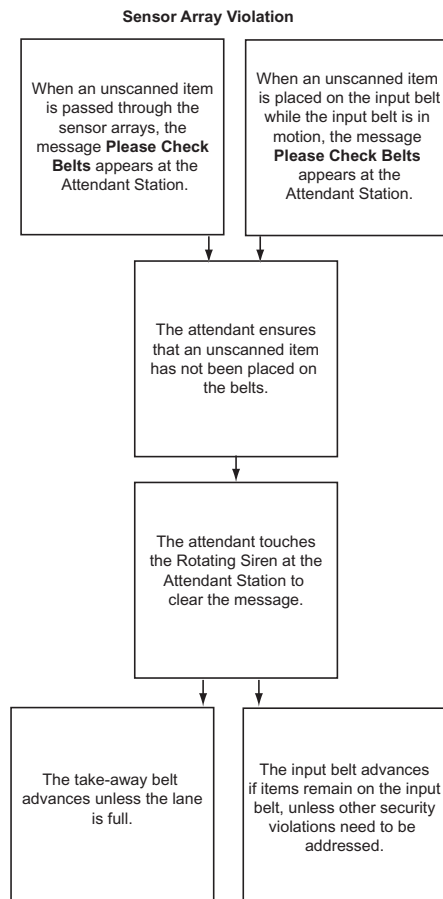 Sensor Array Violation
When an unscanned item
is passed through the
sensor arrays, the
message Please Check
Belts appears at the
Attendant Station.
When an unscanned item
is placed on the input belt
while the input belt is in
motion, the message
Please Check Belts
appears at the
Attendant Station.
The attendant ensures
that an unscanned item
has not been placed on
the belts.
The attendant touches
the Rotating Siren at the
Attendant Station to
clear the message.
The take-away belt
advances unless the lane
is full.
The input belt advances
if items remain on the input
belt, unless other security
violations need to be
addressed.